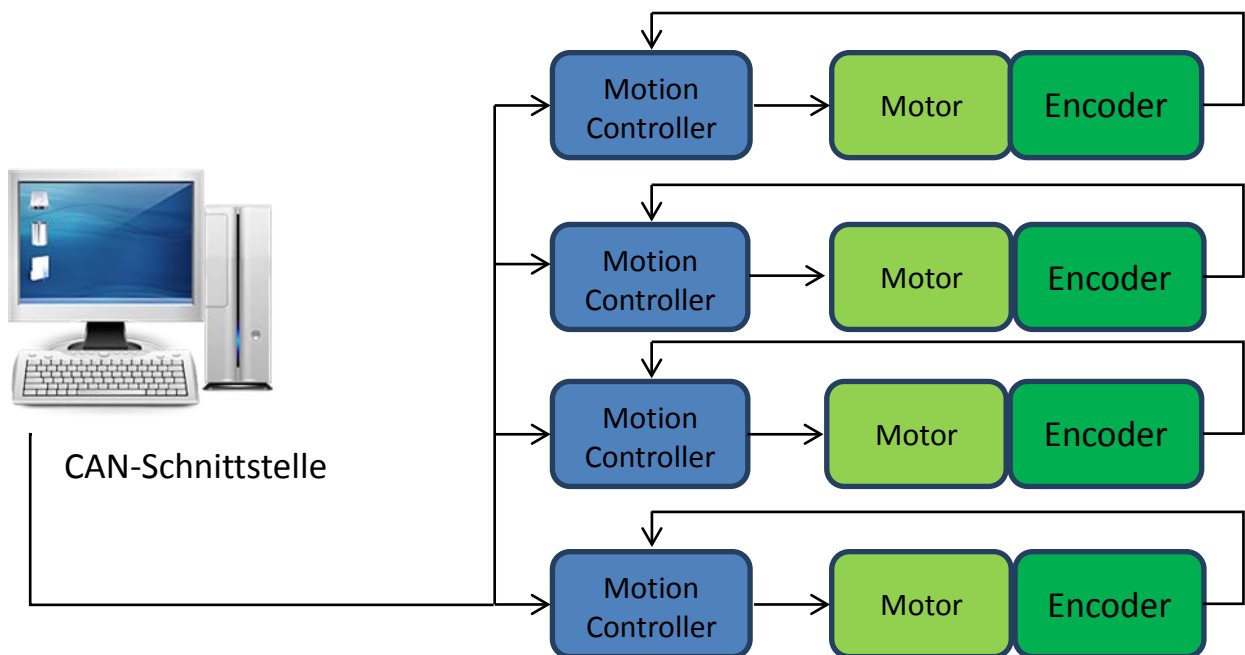 Motion
Controller
Motor
Encoder
Motion
Controller
Motor
Encoder
CAN-Schnittstelle
Motion
Controller
Motor
Encoder
Motion
Controller
Motor
Encoder